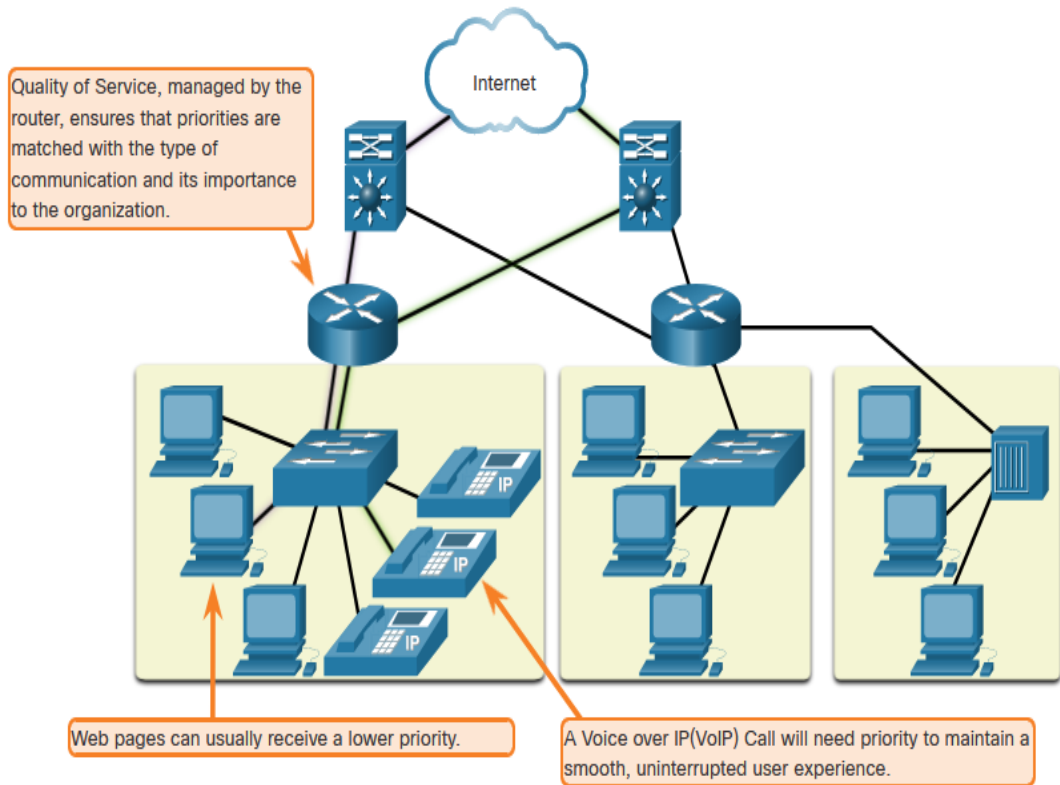 Internet
Quality of Service, managed by the
router, ensures that priorities are
matched with the type of
communication and its importance
to the organization.
IP
IP
IP
Web pages can usually receive a lower priority.
A Voice over IP(VoIP) Call will need priority to maintain a
smooth, uninterrupted user experience.